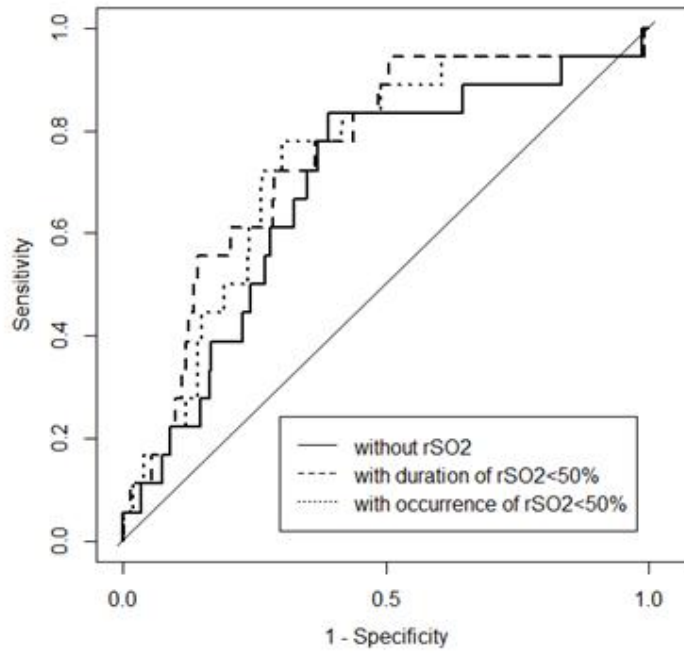 1.0
0.8
0.6
0.4
0.2
0.0
Sensitivity
without rSO2
with duration of rSO2<50%
with occurrence of rSO2<50%
0.0 0.5 1.0
1 - Specificity